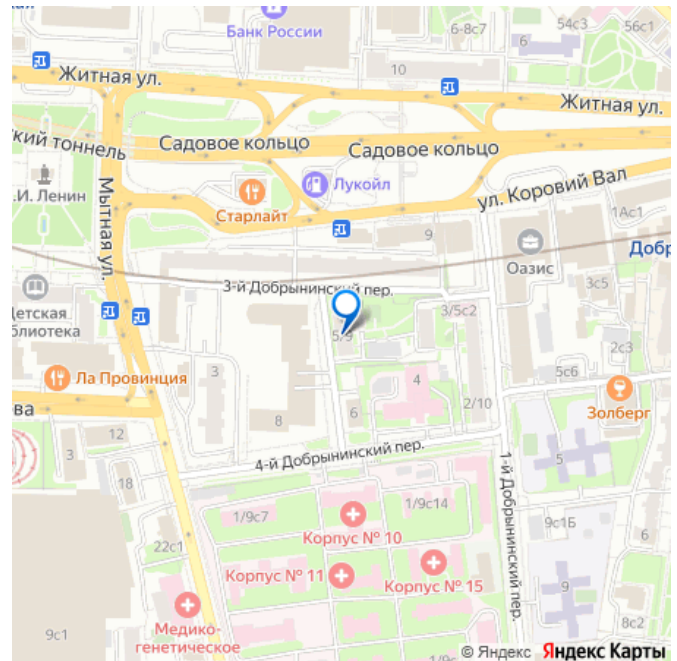 Банк России
6-8с7
54с3
56с1
6
10
Житная ул.
Житная ул.
Садовое кольцо
Садовое кольцо
кий тоннель
Лукойл
Старлайт
.И. Ленин
Мытная ул.
ул. Коровий Вал
1Ас1
9
Оазис
Добр
3-й Добрынинский пер.
3с5
Детская
блиотека
5/9
3/5с2
2с3
Ла Провинция
3
5с6
4
ова
6
2/10
Золберг
8
12
3
4-й Добрынинский пер.
5
18
1-й Добрынинский пер.
1/9с7
1/9с14
Корпус № 10
9с1Б
6
22с1
Корпус № 11
Корпус № 15
9
Медико-
генетическое
8с2
9с1
© Яндекс Яндекс Карты